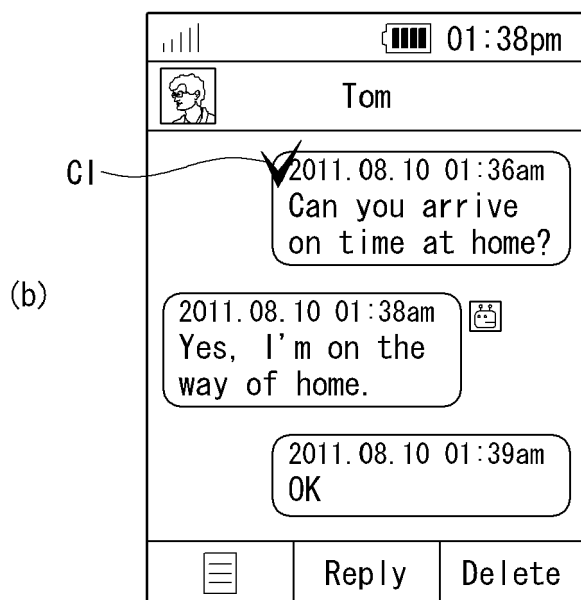 01:38pm
Tom
CI
2011.08.10 01:36am
Can you arrive
on time at home?
(b)
2011.08.10 01:38am
Yes, I'm on the
way of home.
2011.08.10 01:39am
OK
Reply
Delete